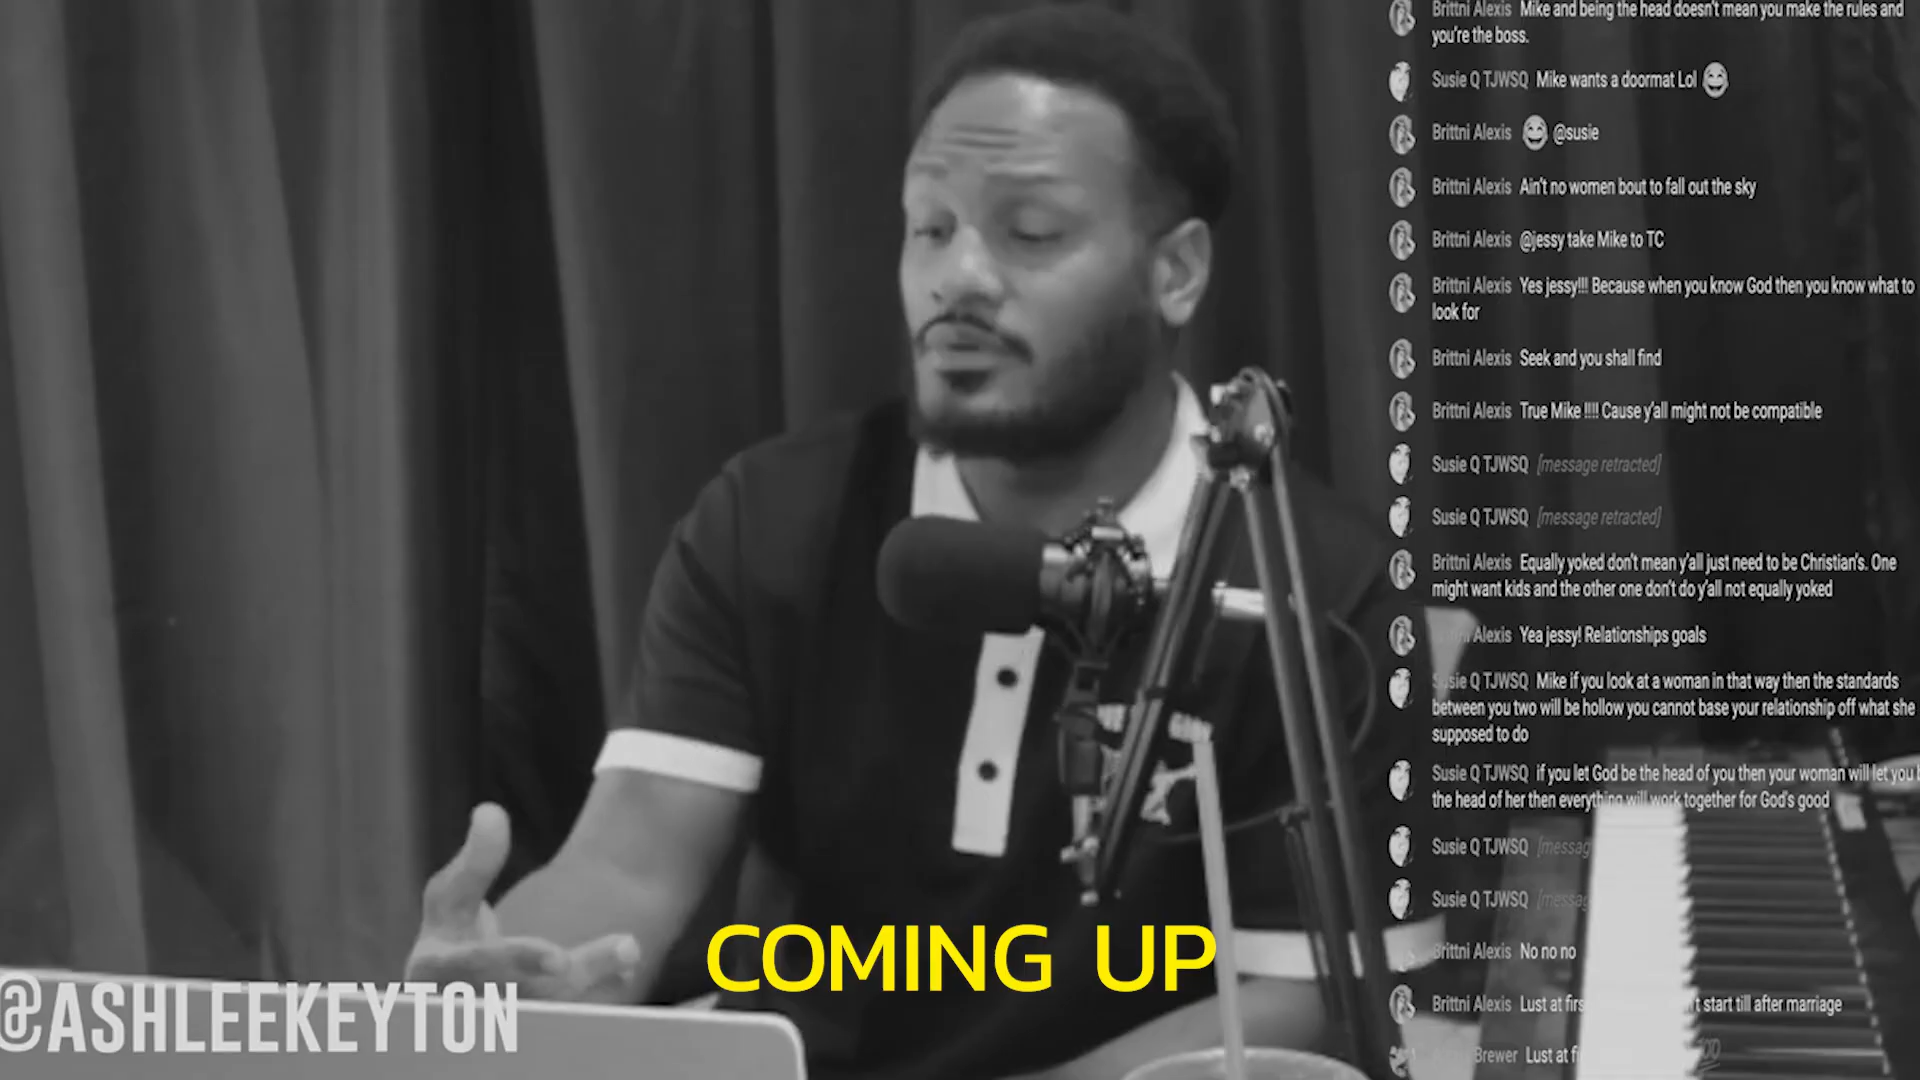 Brittni Alexis Mike and being the head doesn't mean you make the rules and
you're the boss.
Susie Q TJWSQ Mike wants a doormat Lol 😂
Brittni Alexis 😂 @susie
Brittni Alexis Ain't no women bout to fall out the sky
Brittni Alexis @jessy take Mike to TC
Brittni Alexis Yes jessy!!! Because when you know God then you know what to
look for
Brittni Alexis Seek and you shall find
Brittni Alexis True Mike !!!! Cause y'all might not be compatible
Susie Q TJWSQ [message retracted]
Susie Q TJWSQ [message retracted]
Brittni Alexis Equally yoked don't mean y'all just need to be Christian's. One
might want kids and the other one don't do y'all not equally yoked
Alexis Yea jessy! Relationships goals
Susie Q TJWSQ Mike if you look at a woman in that way then the standards
between you two will be hollow you cannot base your relationship off what she
supposed to do
Susie Q TJWSQ if you let God be the head of you then your woman will let you
the head of her then everything will work together for God's good
Susie Q TJWSQ [messag
Susie Q TJWSQ [messag
Brittni Alexis No no no
Brittni Alexis Lust at start till after marriage
Brewer Lust at
COMING UP
@ASHLEEKEYTON